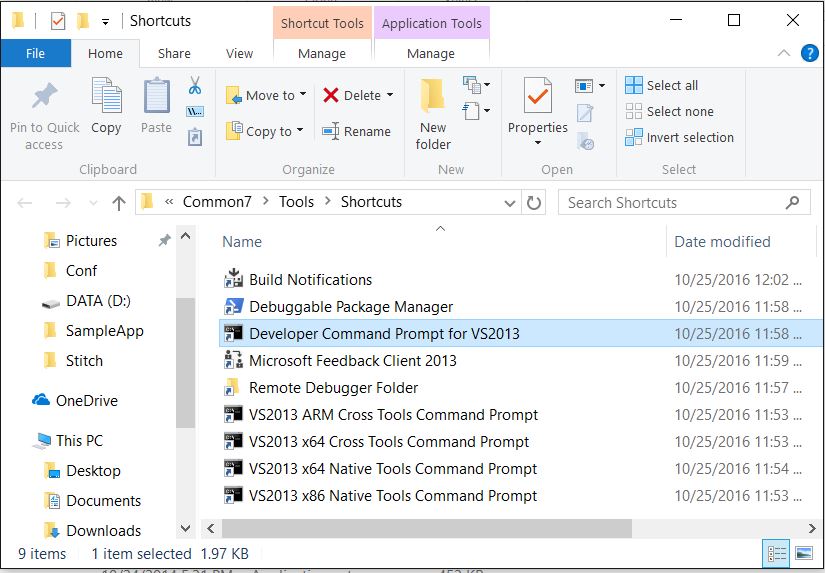 Shortcuts
Shortcut Tools
Application Tools
File
Home
Share
View
Manage
Manage
Pin to Quick access
Copy
Paste
Clipboard
Move to
Copy to
Delete
Rename
Organize
New folder
New
Properties
Open
Select all
Select none
Invert selection
Select
« Common7 > Tools > Shortcuts
Search Shortcuts
Pictures
Conf
DATA (D:)
SampleApp
Stitch
OneDrive
This PC
Desktop
Documents
Downloads
Name Date modified
Build Notifications 10/25/2016 12:02 ...
Debuggable Package Manager 10/25/2016 11:58 ...
Developer Command Prompt for VS2013 10/25/2016 11:58 ...
Microsoft Feedback Client 2013 10/25/2016 11:59 ...
Remote Debugger Folder 10/25/2016 11:57 ...
VS2013 ARM Cross Tools Command Prompt 10/25/2016 11:53 ...
VS2013 x64 Cross Tools Command Prompt 10/25/2016 11:53 ...
VS2013 x64 Native Tools Command Prompt 10/25/2016 11:54 ...
VS2013 x86 Native Tools Command Prompt 10/25/2016 11:53 ...
9 items 1 item selected 1.97 KB